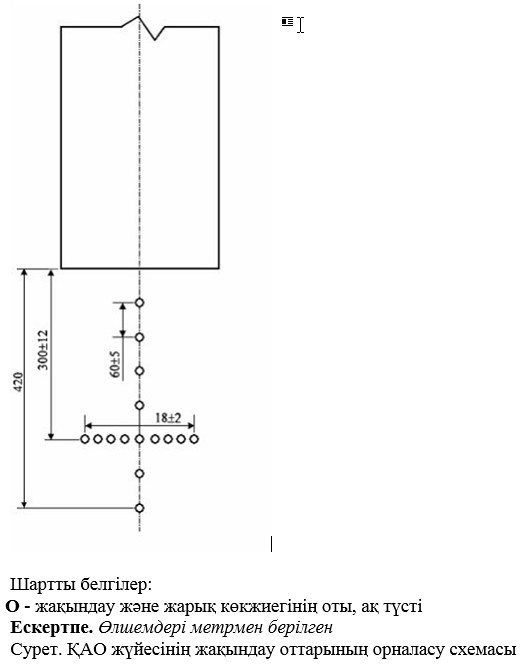 18±2
60±5
300±12
420
Шартты белгілер:
О - жақындау және жарық көкжиегінің оты, ақ түсті
Ескертпе. Өлшемдері метрмен берілген
Сурет. ҚАО жүйесінің жақындау оттарының орналасу схемасы